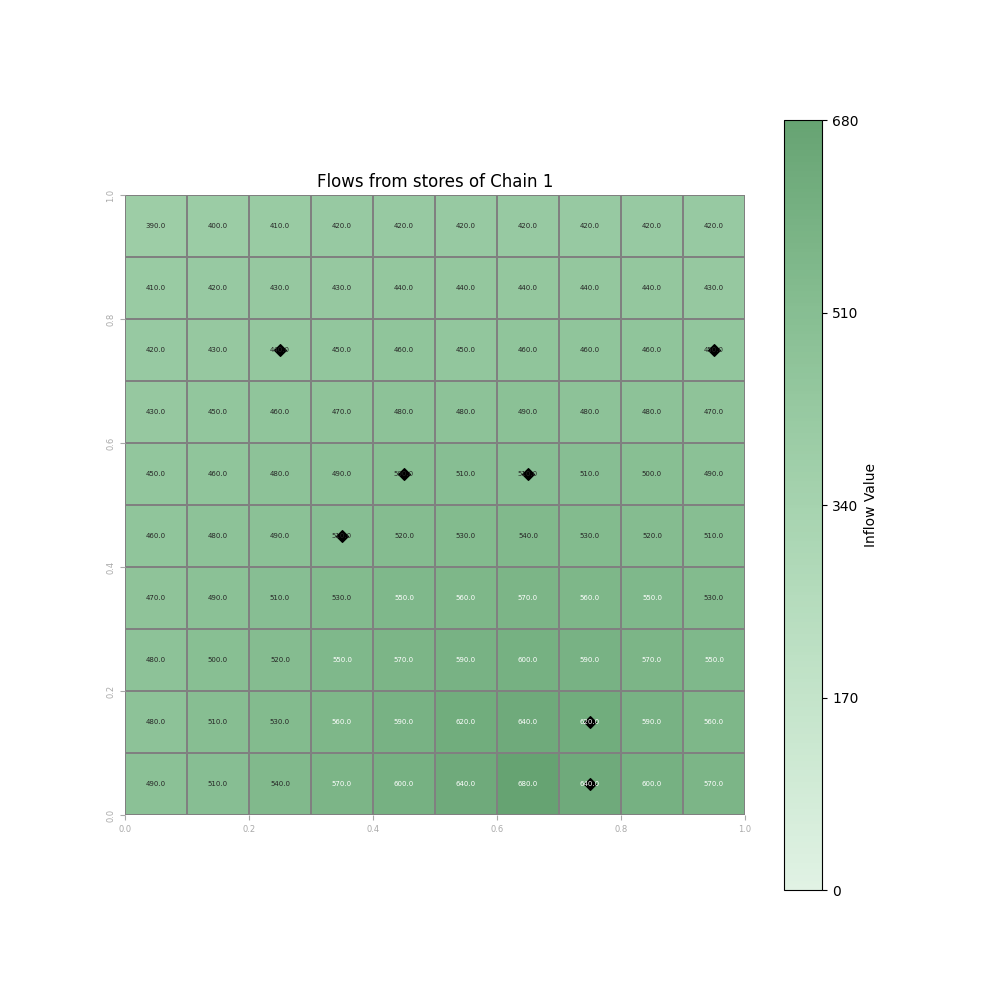 Flows from stores of Chain 1
1.0
390.0 400.0 410.0 420.0 420.0 420.0 420.0 420.0 420.0 420.0
410.0 420.0 430.0 430.0 440.0 440.0 440.0 440.0 440.0 430.0
0.8
420.0 430.0 450.0 460.0 450.0 460.0 460.0 460.0
430.0 450.0 460.0 470.0 480.0 480.0 490.0 480.0 480.0 470.0
0.6
450.0 460.0 480.0 490.0 510.0 510.0 500.0 490.0
460.0 480.0 490.0 520.0 530.0 540.0 530.0 520.0 510.0
0.4
470.0 490.0 510.0 530.0 550.0 560.0 570.0 560.0 550.0 530.0
480.0 500.0 520.0 550.0 570.0 590.0 600.0 590.0 570.0 550.0
0.2
480.0 510.0 530.0 560.0 590.0 620.0 640.0 590.0 560.0
490.0 510.0 540.0 570.0 600.0 640.0 680.0 600.0 570.0
0.0
0.0 0.2 0.4 0.6 0.8 1.0
680
510
340
170
0
Inflow Value